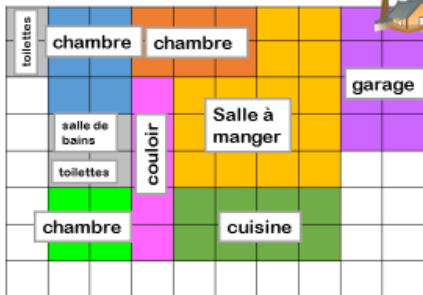 toilettes
chambre
chambre
garage
salle de
bains
toilettes
couloir
Salle à
manger
chambre
cuisine